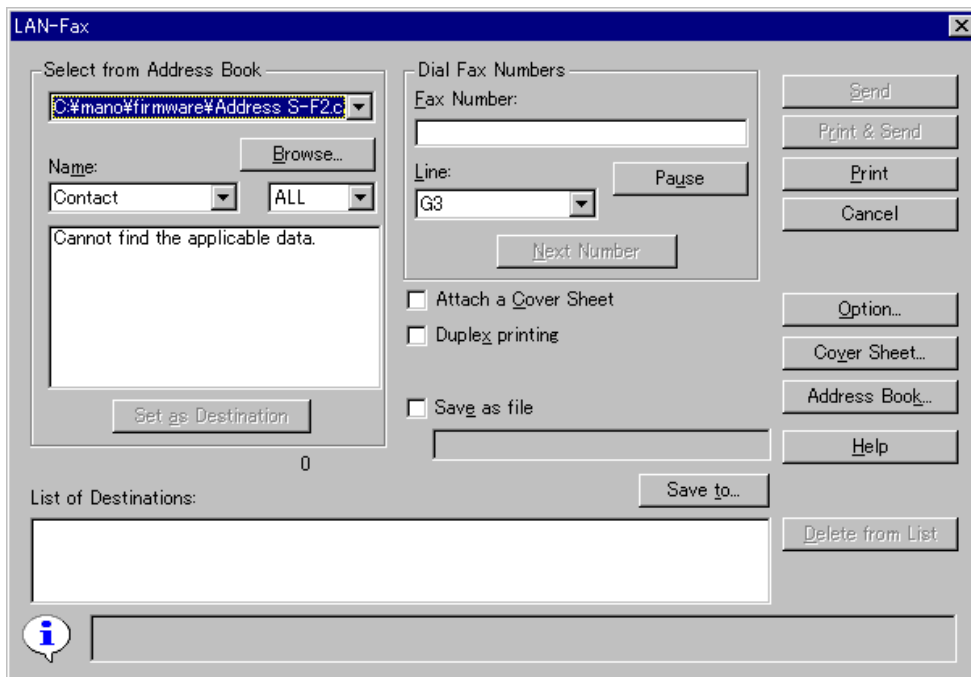 LAN-Fax
Select from Address Book
C:¥mano¥firmware¥Address S-F2.c
Browse...
Name:
Contact
ALL
Cannot find the applicable data.
Set as Destination
0
Dial Fax Numbers
Fax Number:
Line:
Pause
G3
Next Number
Attach a Cover Sheet
Duplex printing
Save as file
Save to...
Send
Print & Send
Print
Cancel
Option...
Cover Sheet...
Address Book...
Help
List of Destinations:
Delete from List